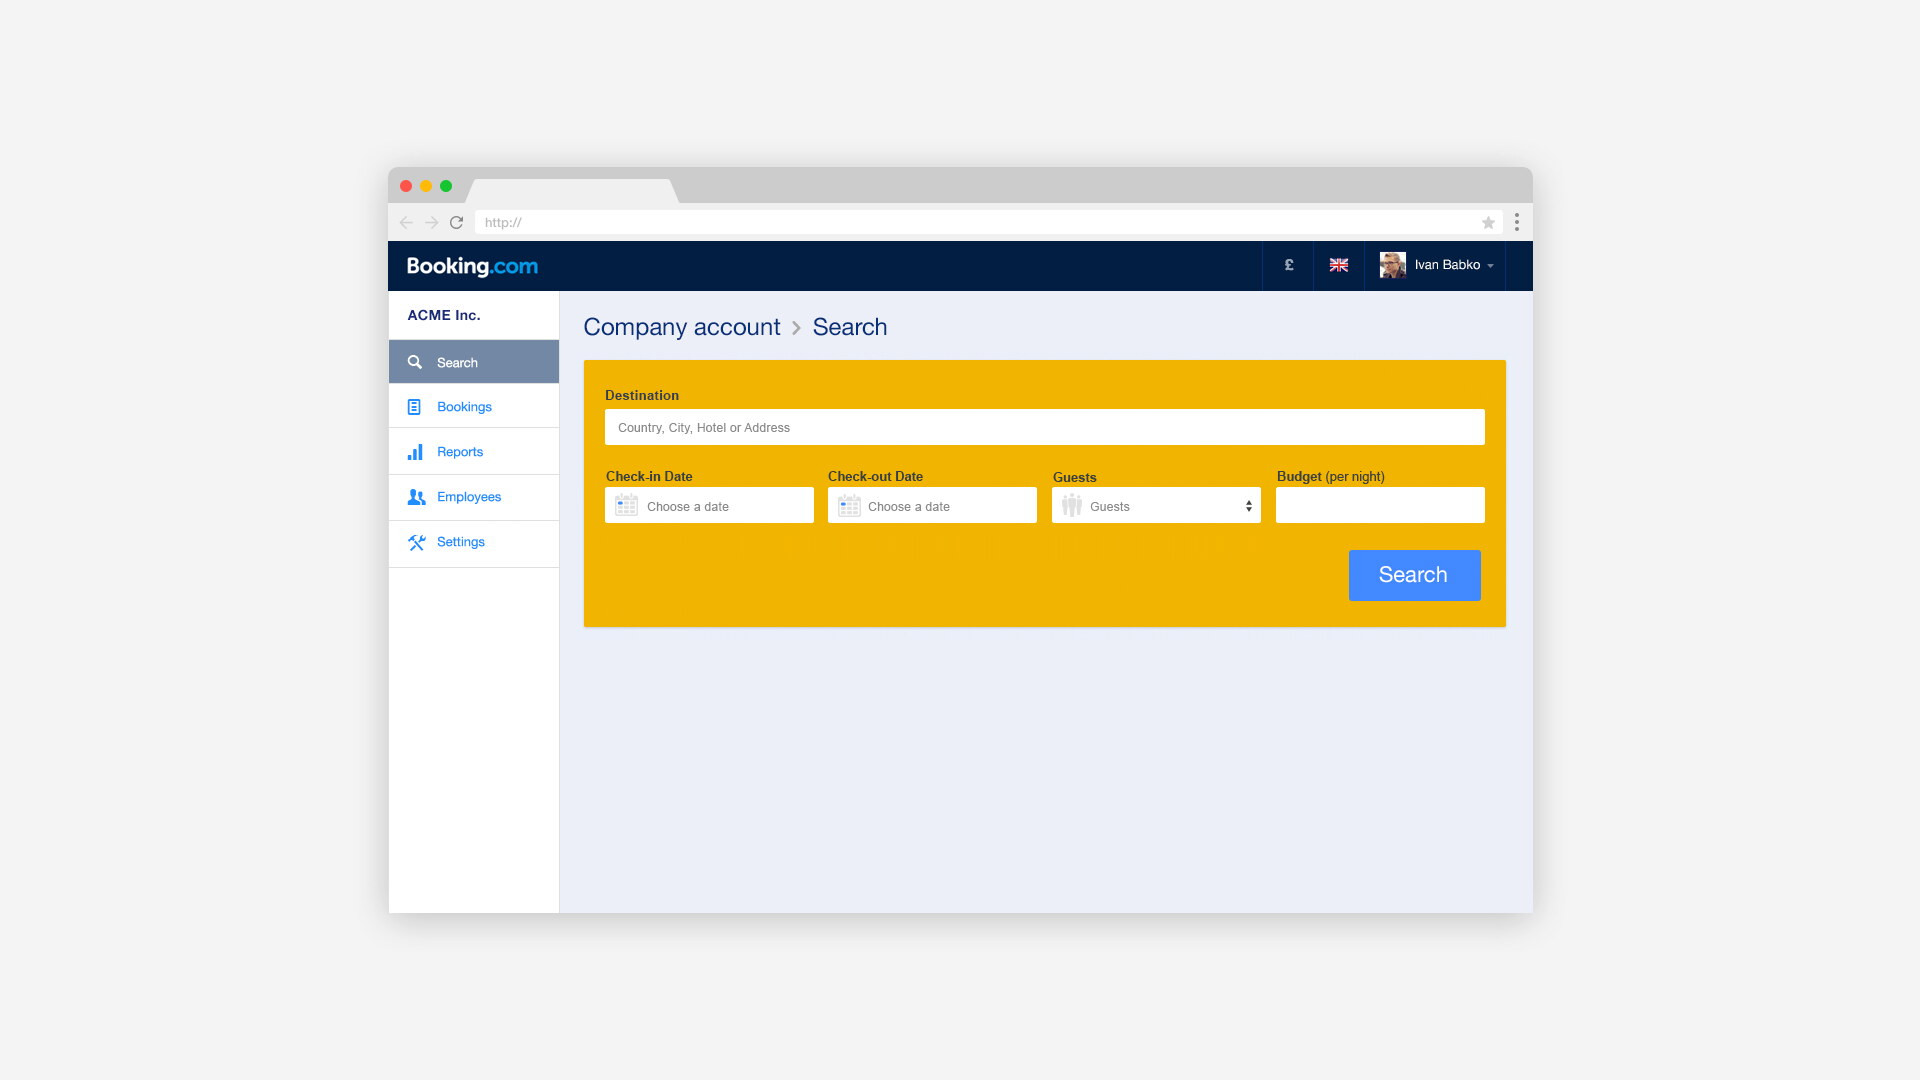 http://
Booking.com
£
Ivan Babko
ACME Inc.
Search
Bookings
Reports
Employees
Settings
Company account > Search
Destination
Country, City, Hotel or Address
Check-in Date
Check-out Date
Guests
Budget (per night)
Choose a date
Choose a date
Guests
Search